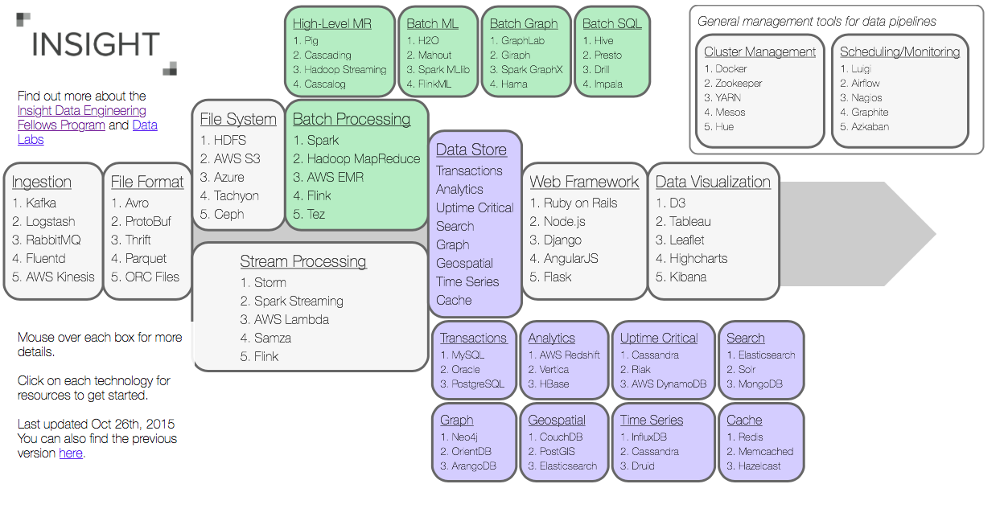 INSIGHT
Find out more about the
Insight Data Engineering
Fellows Program and Data
Labs
High-Level MR
1. Pig
2. Cascading
3. Hadoop Streaming
4. Cascalog
Batch ML
1. H2O
2. Mahout
3. Spark MLlib
4. FlinkML
Batch Graph
1. GraphLab
2. Giraph
3. Spark GraphX
4. Hama
Batch SQL
1. Hive
2. Presto
3. Drill
4. Impala
General management tools for data pipelines
Cluster Management
1. Docker
2. Zookeeper
3. YARN
4. Mesos
5. Hue
Scheduling/Monitoring
1. Luigi
2. Airflow
3. Nagios
4. Graphite
5. Azkaban
Ingestion
1. Kafka
2. Logstash
3. RabbitMQ
4. Fluentd
5. AWS Kinesis
File Format
1. Avro
2. ProtoBuf
3. Thrift
4. Parquet
5. ORC Files
File System
1. HDFS
2. AWS S3
3. Azure
4. Tachyon
5. Ceph
Batch Processing
1. Spark
2. Hadoop MapReduce
3. AWS EMR
4. Flink
5. Tez
Stream Processing
1. Storm
2. Spark Streaming
3. AWS Lambda
4. Samza
5. Flink
Data Store
Transactions
Analytics
Uptime Critical
Search
Graph
Geospatial
Time Series
Cache
Web Framework
1. Ruby on Rails
2. Node.js
3. Django
4. AngularJS
5. Flask
Data Visualization
1. D3
2. Tableau
3. Leaflet
4. Highcharts
5. Kibana
Mouse over each box for more
details.
Click on each technology for
resources to get started.
Last updated Oct 26th, 2015
You can also find the previous
version here.
Transactions
1. MySQL
2. Oracle
3. PostgreSQL
Analytics
1. AWS Redshift
2. Vertica
3. HBase
Uptime Critical
1. Cassandra
2. Riak
3. AWS DynamoDB
Search
1. Elasticsearch
2. Solr
3. MongoDB
Graph
1. Neo4j
2. OrientDB
3. ArangoDB
Geospatial
1. CouchDB
2. PostGIS
3. Elasticsearch
Time Series
1. InfluxDB
2. Cassandra
3. Druid
Cache
1. Redis
2. Memcached
3. Hazelcast